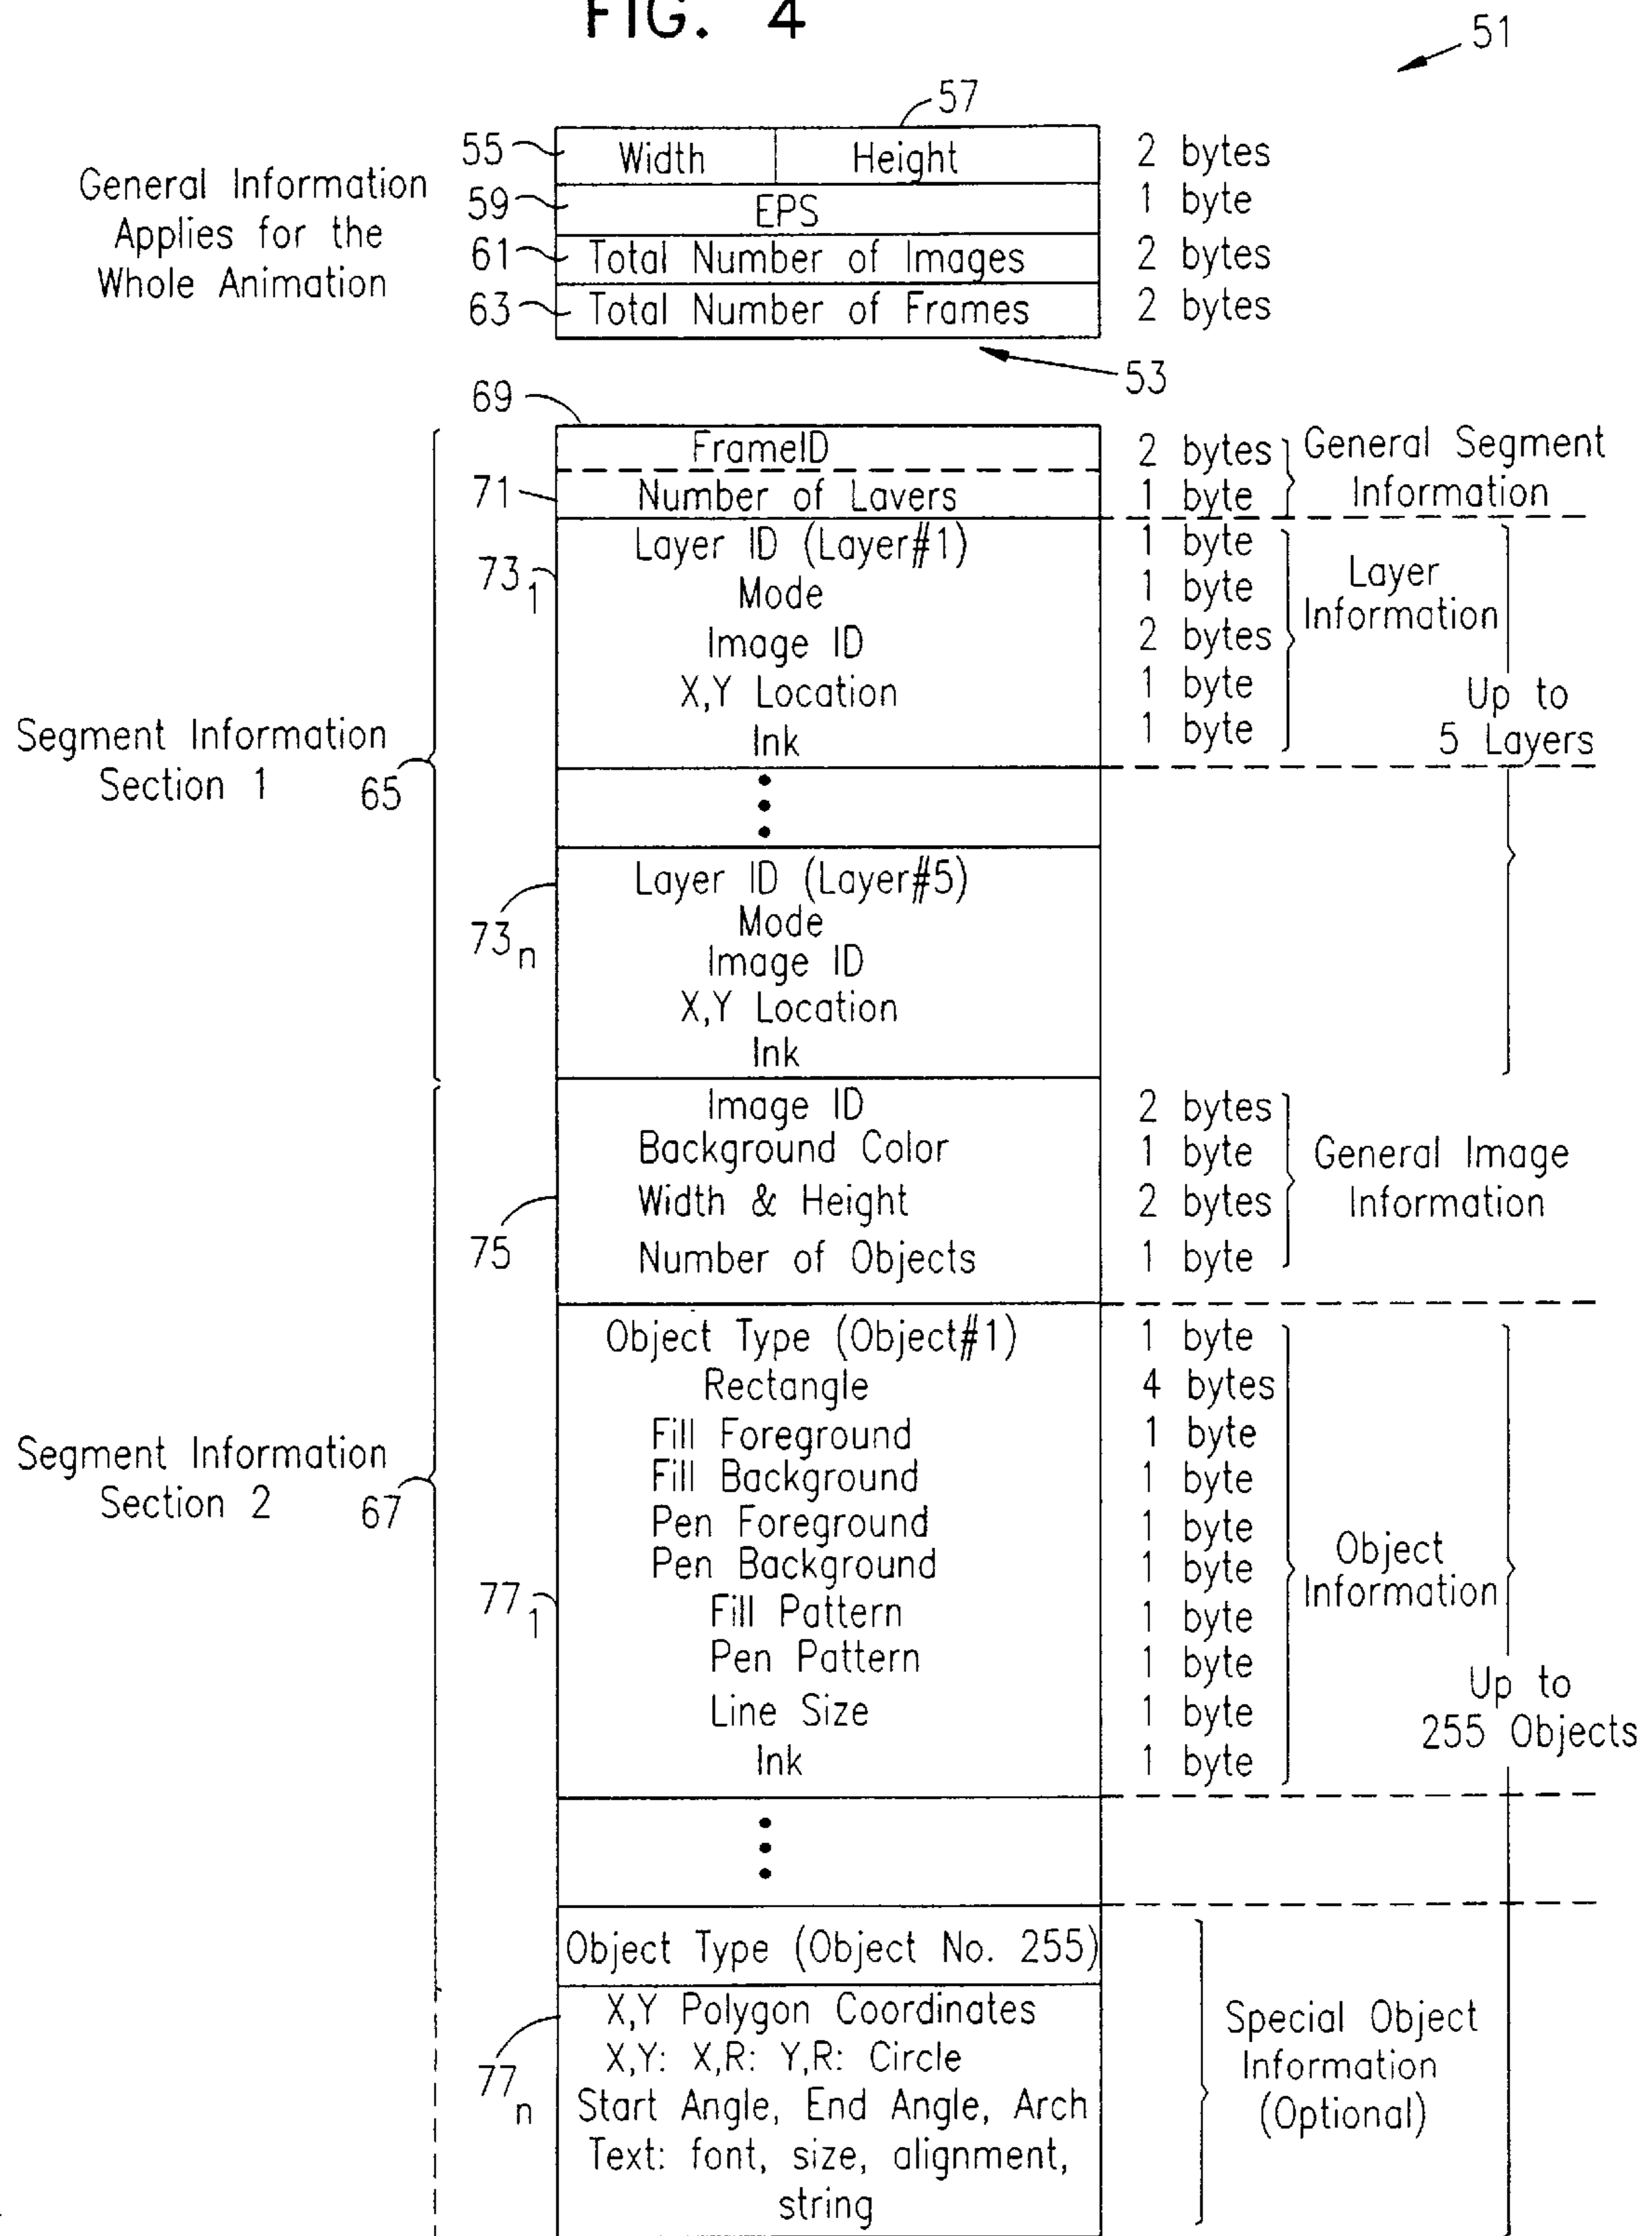 FIG. 4
51
57
55 Width Height 2 bytes
General Information
Applies for the
Whole Animation
59 EPS 1 byte
61 Total Number of Images 2 bytes
63 Total Number of Frames 2 bytes
53
69
FrameID 2 bytes
71 Number of Lavers 1 byte
General Segment
Information
Segment Information
Section 1 65
73 1
Layer ID (Layer#1) 1 byte
Mode 1 byte
Image ID 2 bytes
X,Y Location 1 byte
Ink 1 byte
Layer
Information
Up to
5 Layers
73 n
Layer ID (Layer#5)
Mode
Image ID
X,Y Location
Ink
75
Image ID 2 bytes
Background Color 1 byte
Width & Height 2 bytes
Number of Objects 1 byte
General Image
Information
Segment Information
Section 2 67
77 1
Object Type (Object#1) 1 byte
Rectangle 4 bytes
Fill Foreground 1 byte
Fill Background 1 byte
Pen Foreground 1 byte
Pen Background 1 byte
Fill Pattern 1 byte
Pen Pattern 1 byte
Line Size 1 byte
Ink 1 byte
Object
Information
Up to
255 Objects
Object Type (Object No. 255)
77 n
X,Y Polygon Coordinates
X,Y: X,R: Y,R: Circle
Start Angle, End Angle, Arch
Text: font, size, alignment,
string
Special Object
Information
(Optional)